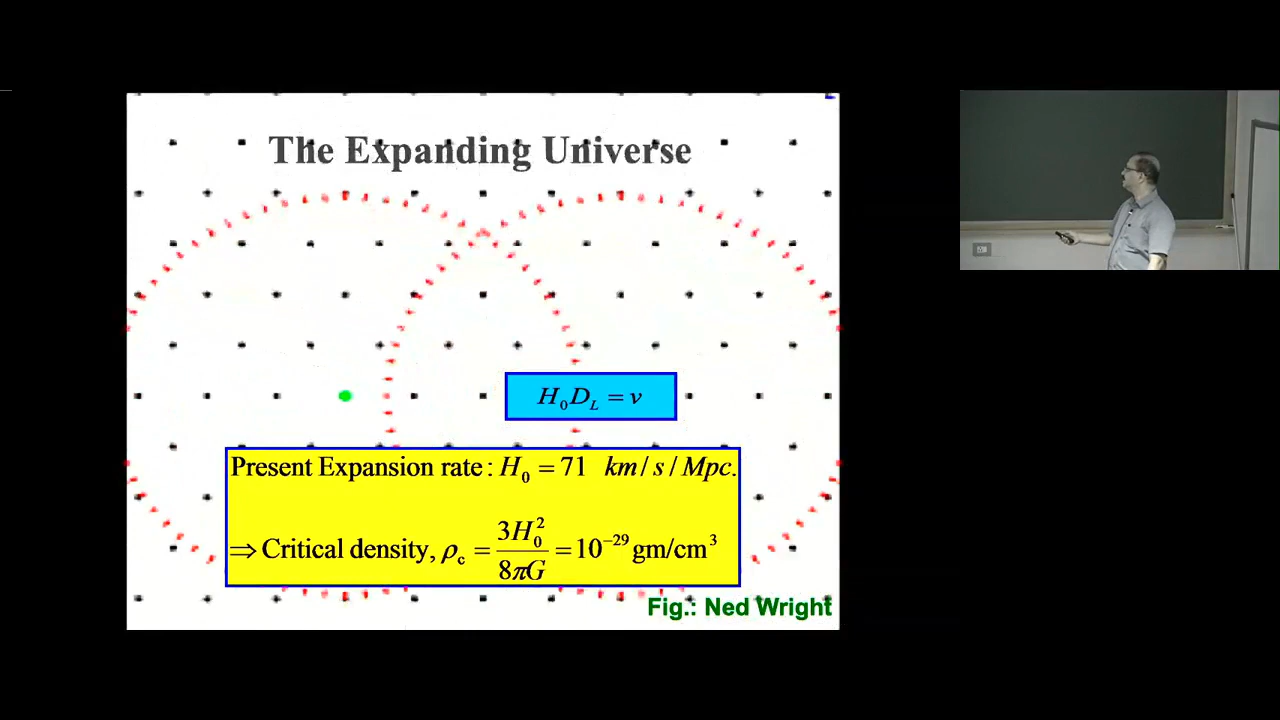 The Expanding Universe
H₀D_L = v
Present Expansion rate : H₀ = 71 km/s/Mpc.
⇒ Critical density, ρ_c = 3H₀²/8πG = 10⁻²⁹ gm/cm³
Fig.: Ned Wright